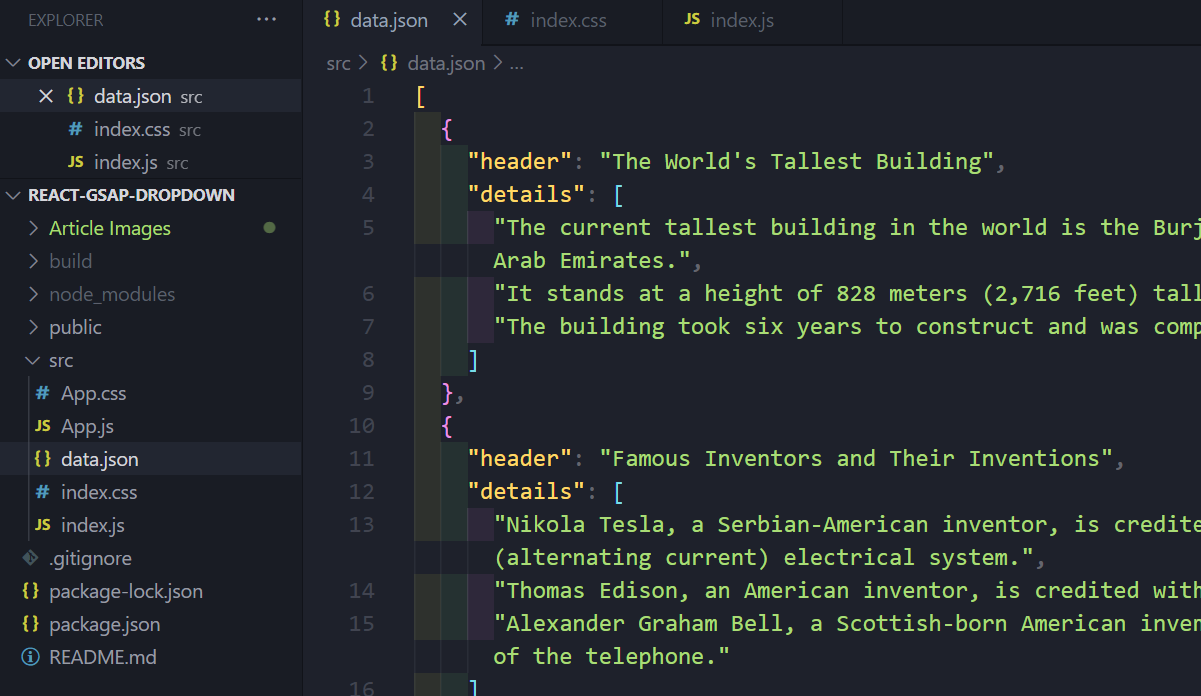 EXPLORER ...
OPEN EDITORS
{} data.json src
# index.css src
JS index.js src
REACT-GSAP-DROPDOWN
Article Images
build
node_modules
public
src
# App.css
JS App.js
{} data.json
# index.css
JS index.js
.gitignore
{} package-lock.json
{} package.json
README.md
{} data.json # index.css JS index.js
src > {} data.json > ...
1 [
2 {
3 "header": "The World's Tallest Building",
4 "details": [
5 "The current tallest building in the world is the Burj
Arab Emirates.",
6 "It stands at a height of 828 meters (2,716 feet) tall
7 "The building took six years to construct and was comp
8 ]
9 },
10 {
11 "header": "Famous Inventors and Their Inventions",
12 "details": [
13 "Nikola Tesla, a Serbian-American inventor, is credite
(alternating current) electrical system.",
14 "Thomas Edison, an American inventor, is credited with
15 "Alexander Graham Bell, a Scottish-born American inven
of the telephone."
16 ]